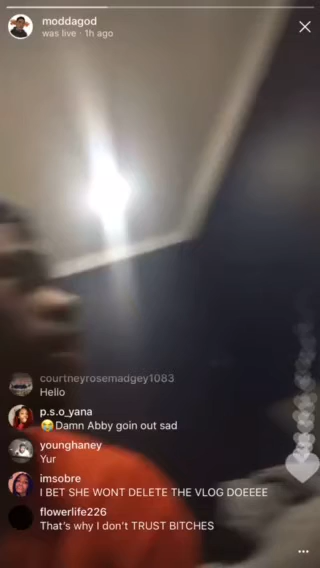 moddagod
was live · 1h ago
courtneyrosemadgey1083
Hello
p.s.o_yana
😭Damn Abby goin out sad
younghaney
Yur
imsobre
I BET SHE WONT DELETE THE VLOG DOEEEE
flowerlife226
That's why I don't TRUST BITCHES